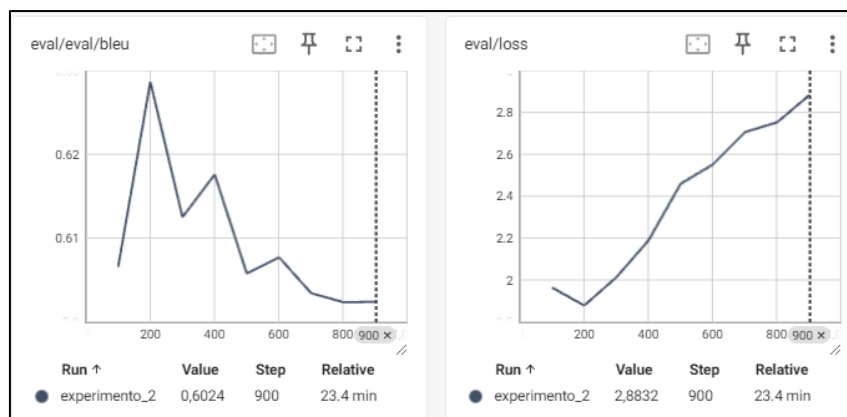 eval/eval/bleu
0.62
0.61
200
400
600
800
900 ×
Run ↑ Value Step Relative
experimento_2 0,6024 900 23.4 min
eval/loss
2.8
2.6
2.4
2.2
2
200
400
600
800
900 ×
Run ↑ Value Step Relative
experimento_2 2,8832 900 23.4 min